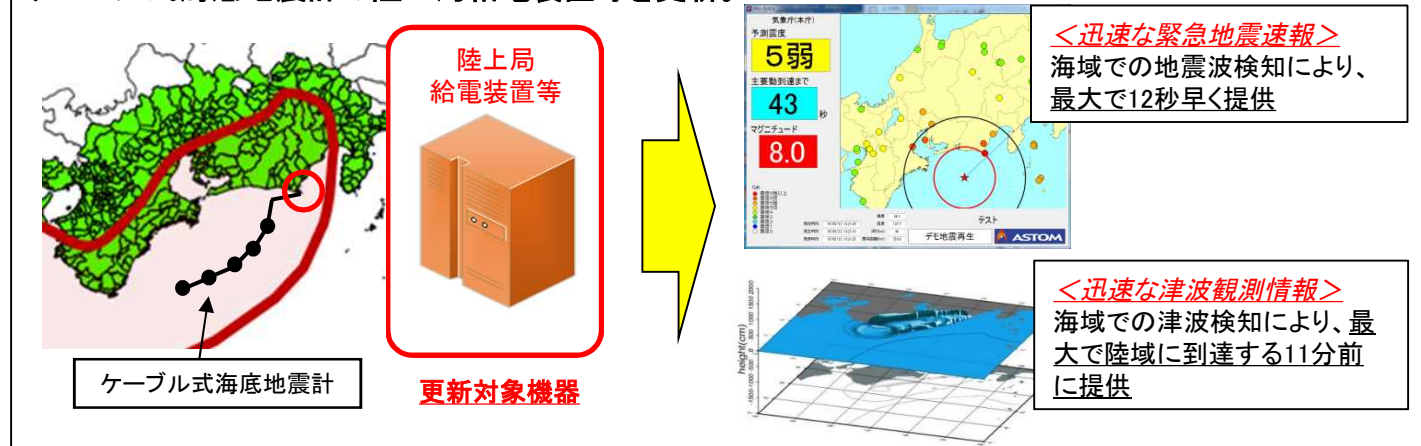 陸上局
給電装置等
ケーブル式海底地震計
更新対象機器
気象庁(本庁)
予測震度
5弱
主要動到達まで
43
秒
マグニチュード
8.0
テスト
デモ地震再生
ASTOM
＜迅速な緊急地震速報＞
海域での地震波検知により、
最大で12秒早く提供
height(cm)
＜迅速な津波観測情報＞
海域での津波検知により、最
大で陸域に到達する11分前
に提供